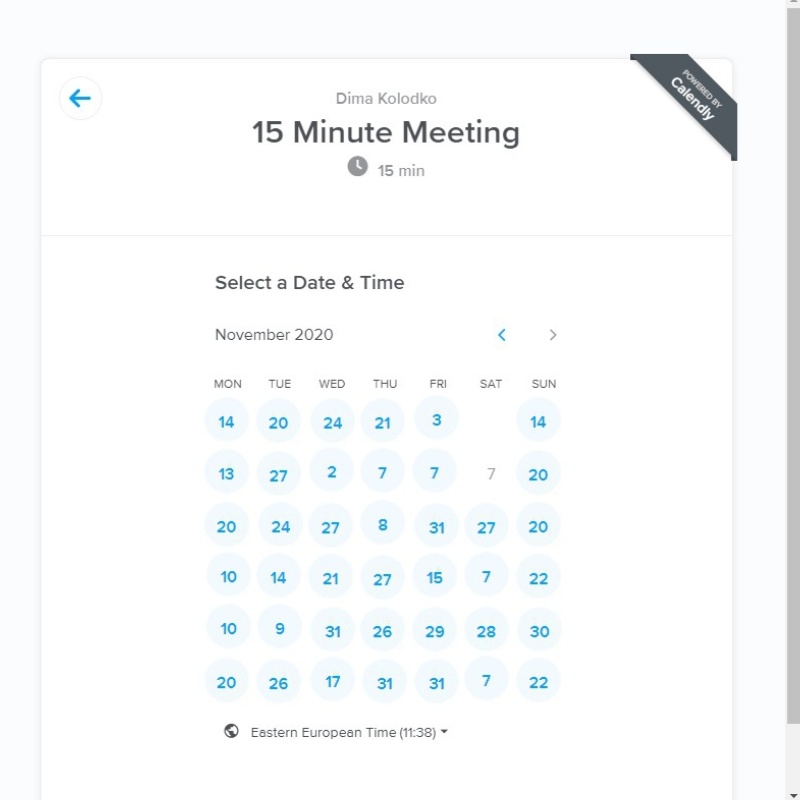 POWERED BY
Calendly
Dima Kolodko
15 Minute Meeting
15 min
Select a Date & Time
November 2020
MON TUE WED THU FRI SAT SUN
14 20 24 21 3 14
13 27 2 7 7 7 20
20 24 27 8 31 27 20
10 14 21 27 15 7 22
10 9 31 26 29 28 30
20 26 17 31 31 7 22
Eastern European Time (11:38)